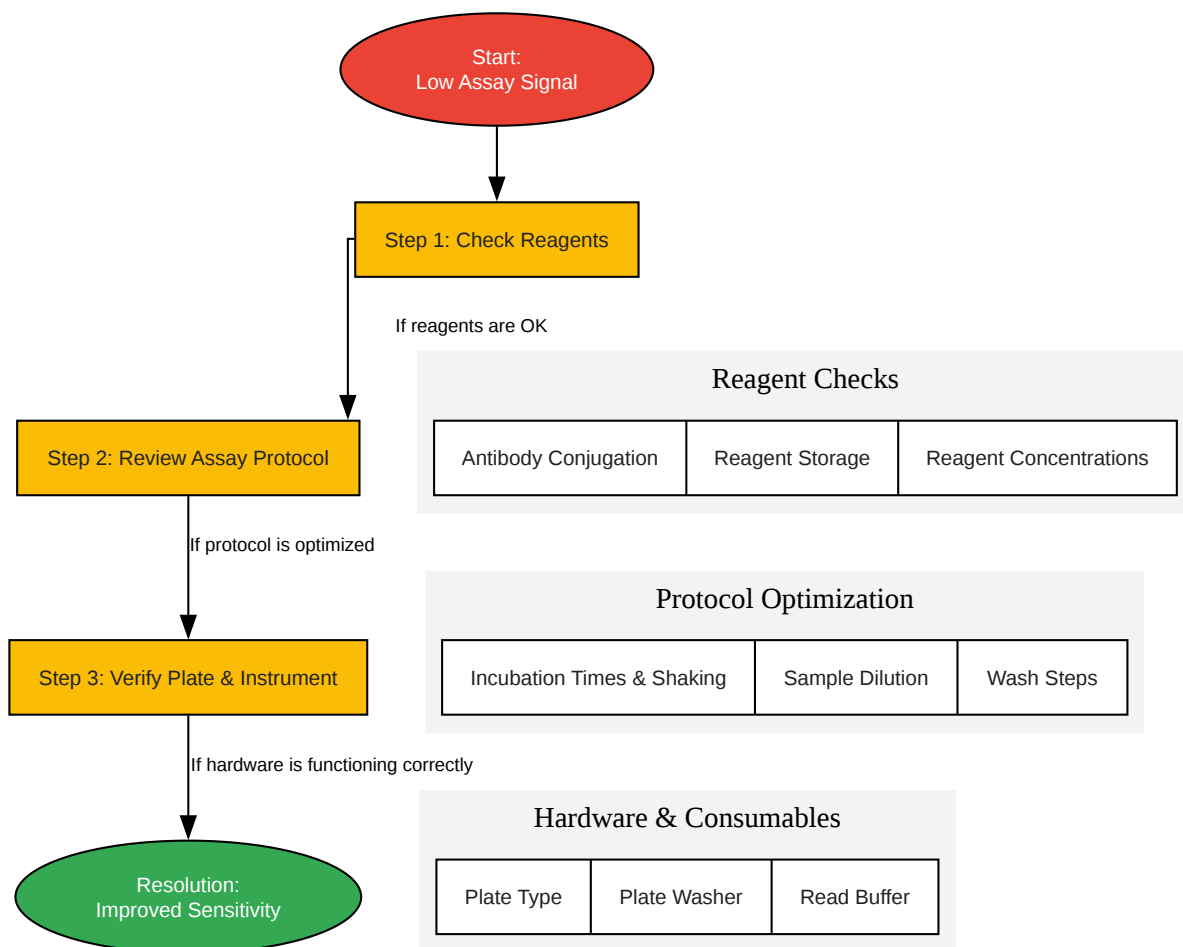 Start:
Low Assay Signal
Step 1: Check Reagents
If reagents are OK
Reagent Checks
Step 2: Review Assay Protocol
Antibody Conjugation
Reagent Storage
Reagent Concentrations
If protocol is optimized
Protocol Optimization
Step 3: Verify Plate & Instrument
Incubation Times & Shaking
Sample Dilution
Wash Steps
If hardware is functioning correctly
Hardware & Consumables
Resolution:
Improved Sensitivity
Plate Type
Plate Washer
Read Buffer